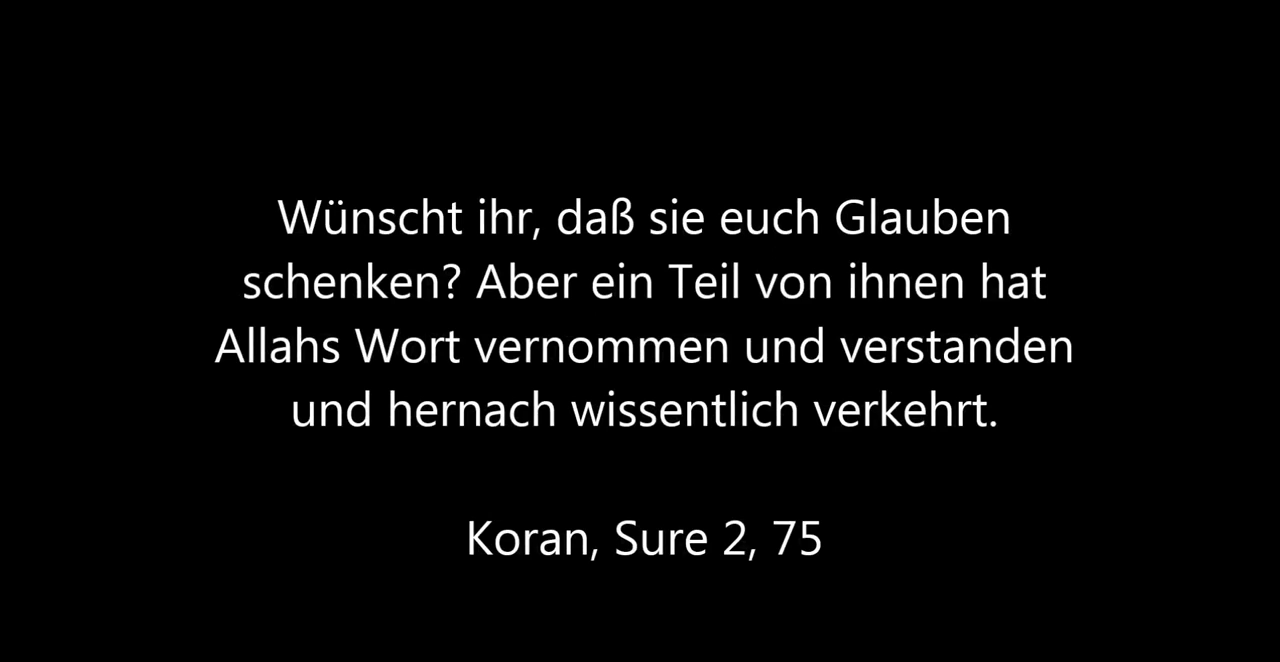 Wünscht ihr, daß sie euch Glauben
schenken? Aber ein Teil von ihnen hat
Allahs Wort vernommen und verstanden
und hernach wissentlich verkehrt.
Koran, Sure 2, 75